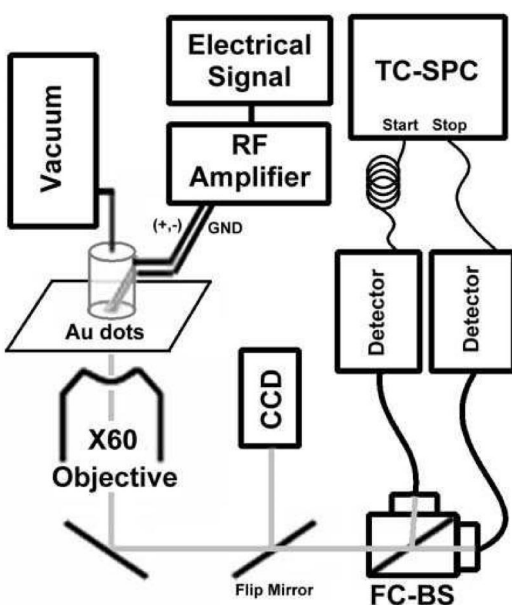 Electrical
Signal
TC-SPC
Start Stop
Vacuum
RF
Amplifier
(+,-)
GND
Detector
Detector
Au dots
CCD
X60
Objective
Flip Mirror
FC-BS